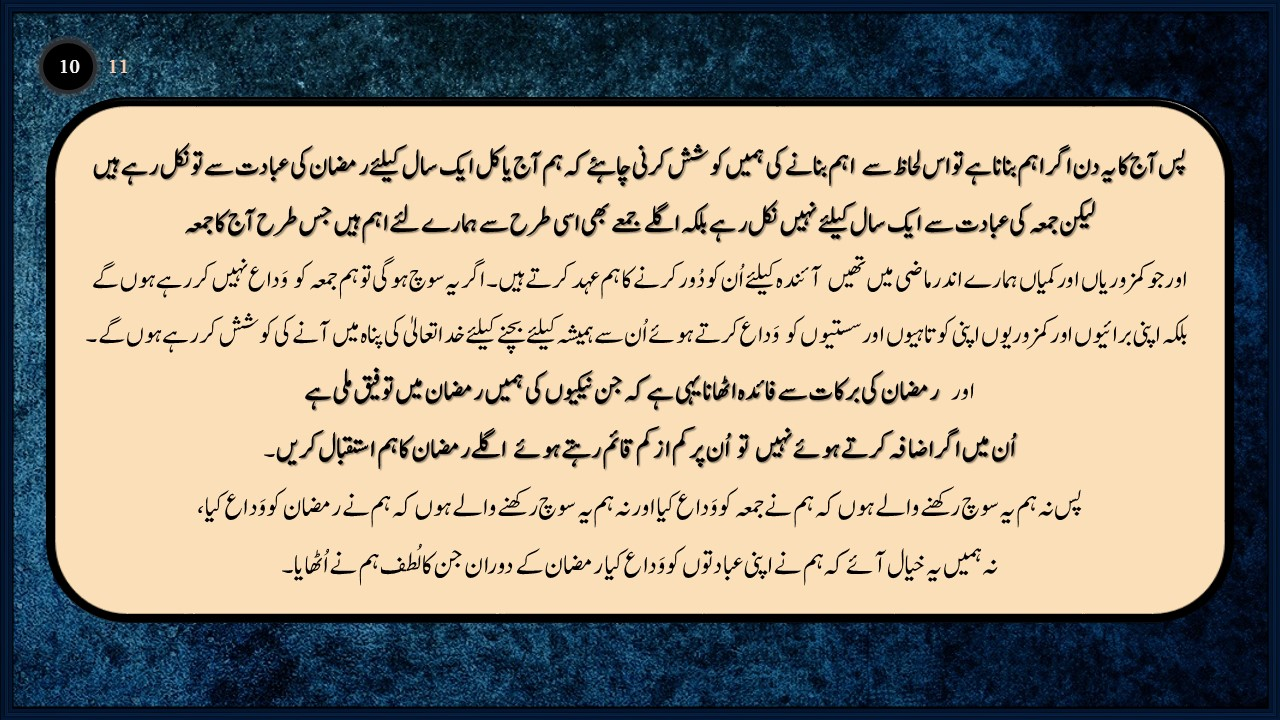 10 11
پس آج کا یہ دن اگر اہم بنانا ہے تو اس لحاظ سے اہم بنانے کی ہمیں کوشش کرنی چاہئے کہ ہم آج یا کل ایک سال کیلئے رمضان کی عبادت سے تو نکل رہے ہیں
لیکن جمعہ کی عبادت سے ایک سال کیلئے نہیں نکل رہے بلکہ اگلے جمعے بھی اسی طرح سے ہمارے لئے اہم ہیں جس طرح آج کا جمعہ
اور جو کمزوریاں اور کمیاں ہمارے اندر ماضی میں تھیں آئندہ کیلئے اُن کو دُور کرنے کا ہم عہد کرتے ہیں۔ اگر یہ سوچ ہوگی تو ہم جمعہ کو وَداع نہیں کر رہے ہوں گے
بلکہ اپنی برائیوں اور کمزوریوں اپنی کوتاہیوں اور سستیوں کو وَداع کرتے ہوئے اُن سے ہمیشہ کیلئے بچنے کیلئے خدا تعالیٰ کی پناہ میں آنے کی کوشش کر رہے ہوں گے۔
اور رمضان کی برکات سے فائدہ اٹھانا یہی ہے کہ جن نیکیوں کی ہمیں رمضان میں توفیق ملی ہے
اُن میں اگر اضافہ کرتے ہوئے نہیں تو اُن پر کم از کم قائم رہتے ہوئے اگلے رمضان کا ہم استقبال کریں۔
پس نہ ہم یہ سوچ رکھنے والے ہوں کہ ہم نے جمعہ کو وَداع کیا اور نہ ہم یہ سوچ رکھنے والے ہوں کہ ہم نے رمضان کو وَداع کیا،
نہ ہمیں یہ خیال آئے کہ ہم نے اپنی عبادتوں کو وَداع کیا رمضان کے دوران جن کا لُطف ہم نے اُٹھایا۔